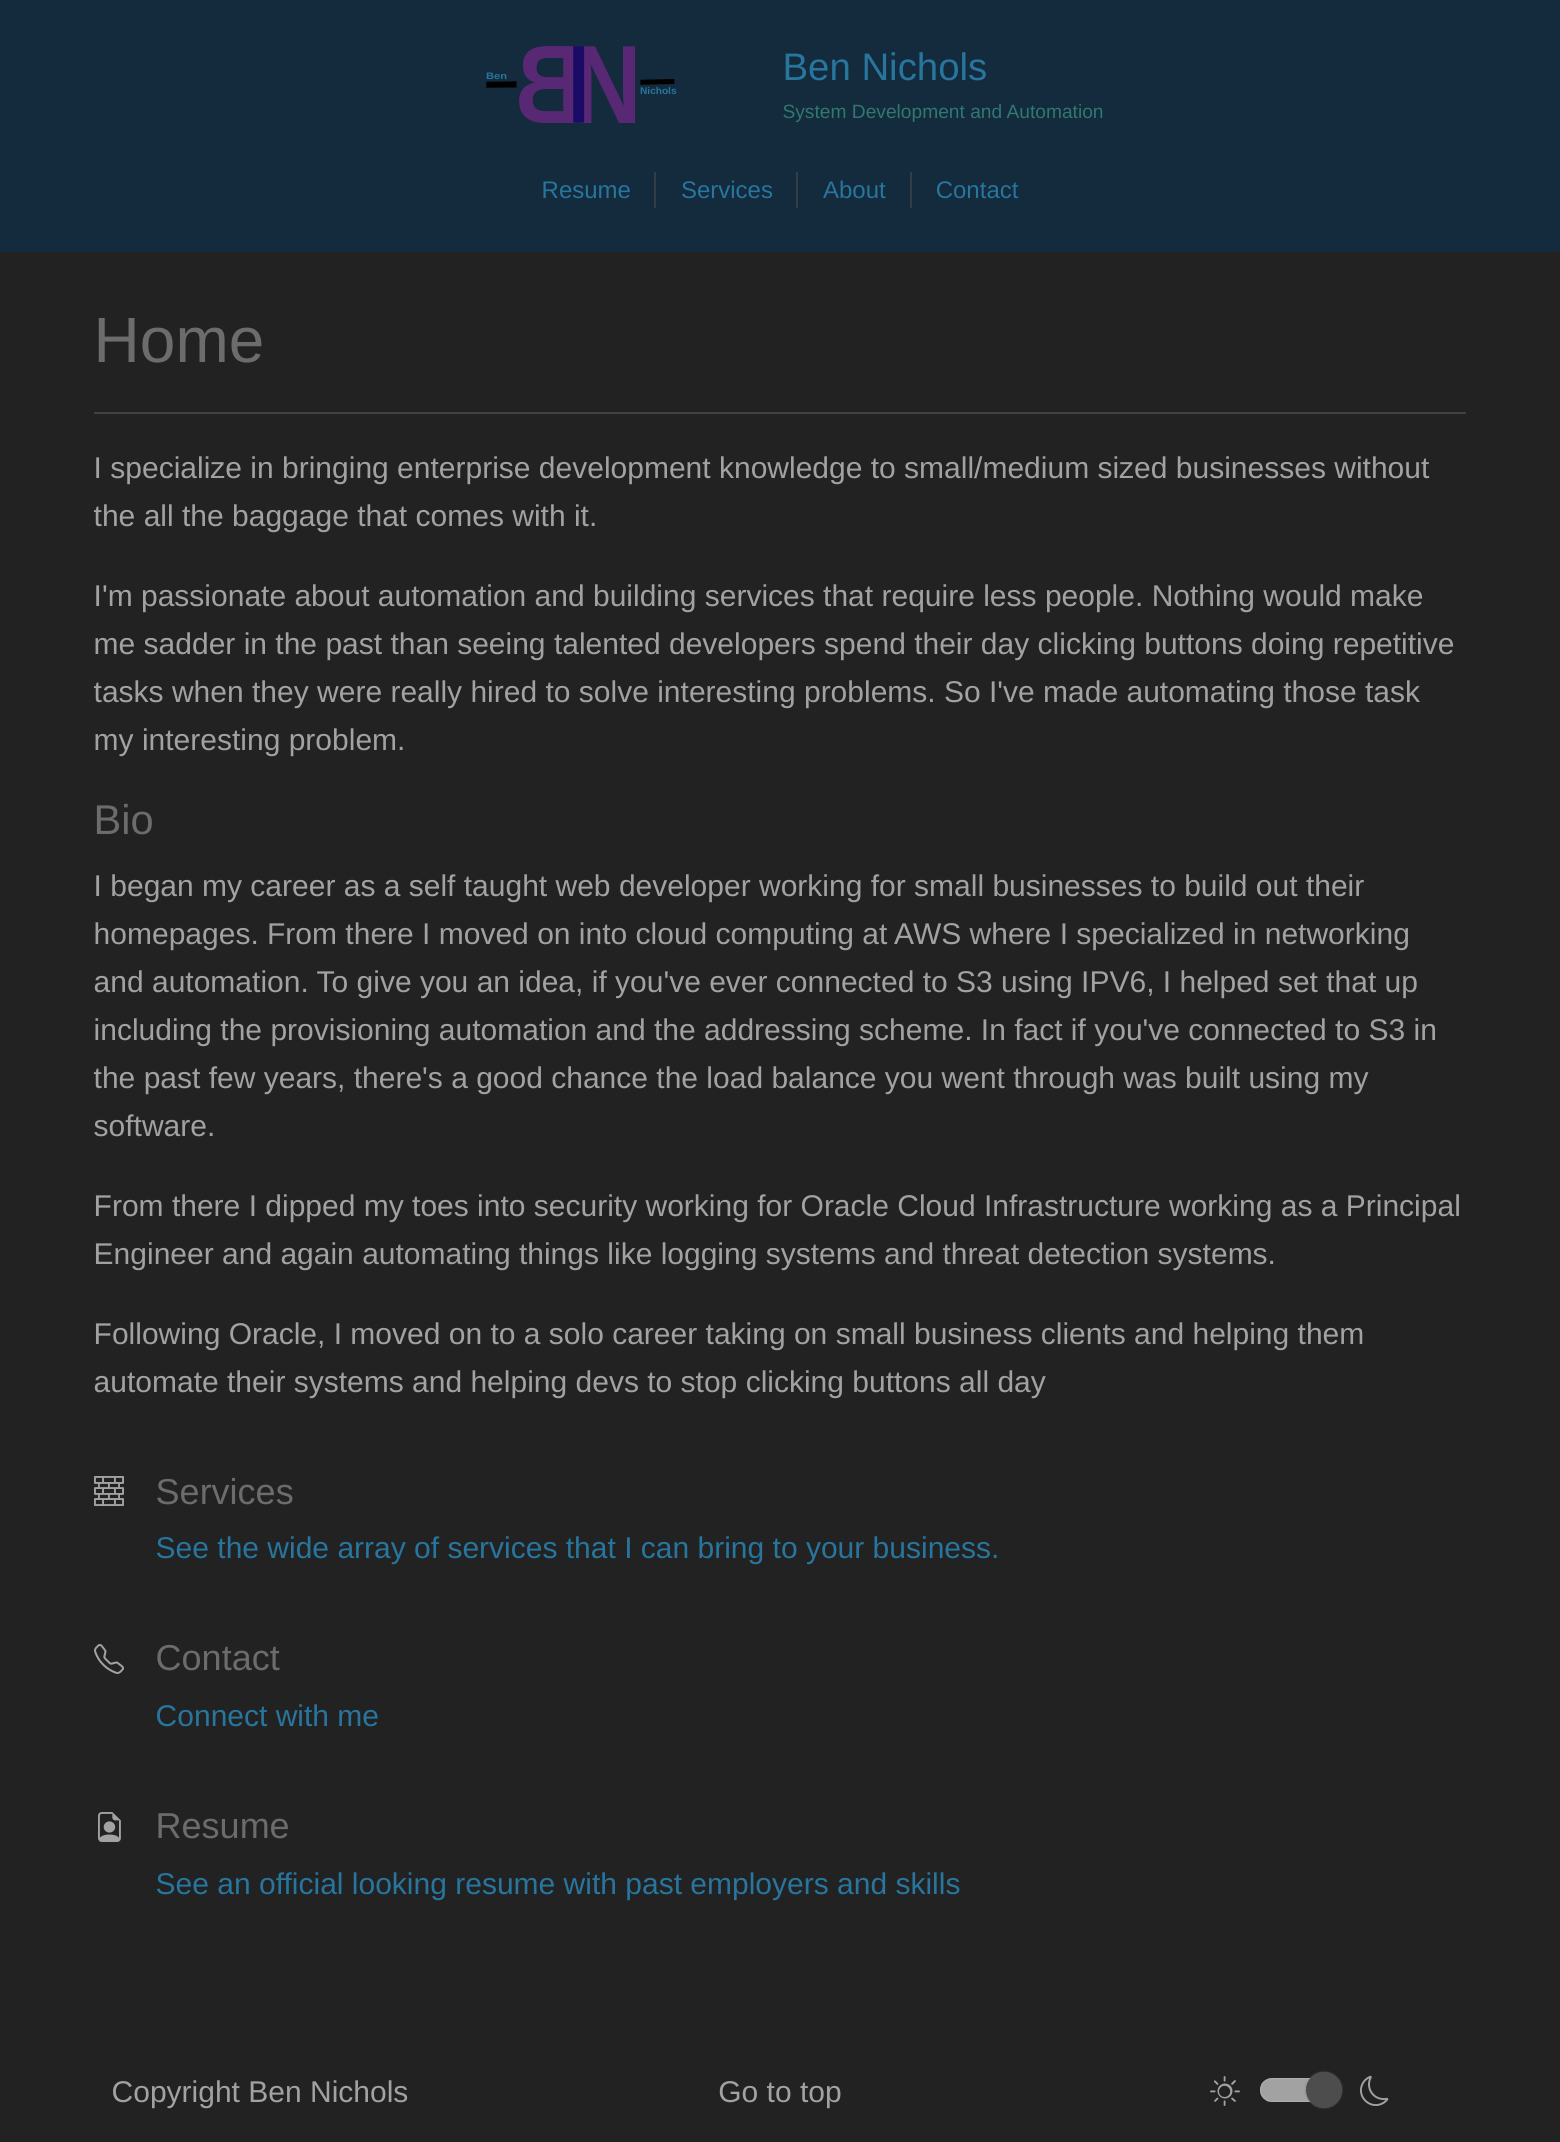 Ben
BN
Nichols
Ben Nichols
System Development and Automation
Resume
Services
About
Contact
Home
I specialize in bringing enterprise development knowledge to small/medium sized businesses without
the all the baggage that comes with it.
I'm passionate about automation and building services that require less people. Nothing would make
me sadder in the past than seeing talented developers spend their day clicking buttons doing repetitive
tasks when they were really hired to solve interesting problems. So I've made automating those task
my interesting problem.
Bio
I began my career as a self taught web developer working for small businesses to build out their
homepages. From there I moved on into cloud computing at AWS where I specialized in networking
and automation. To give you an idea, if you've ever connected to S3 using IPV6, I helped set that up
including the provisioning automation and the addressing scheme. In fact if you've connected to S3 in
the past few years, there's a good chance the load balance you went through was built using my
software.
From there I dipped my toes into security working for Oracle Cloud Infrastructure working as a Principal
Engineer and again automating things like logging systems and threat detection systems.
Following Oracle, I moved on to a solo career taking on small business clients and helping them
automate their systems and helping devs to stop clicking buttons all day
Services
See the wide array of services that I can bring to your business.
Contact
Connect with me
Resume
See an official looking resume with past employers and skills
Copyright Ben Nichols
Go to top